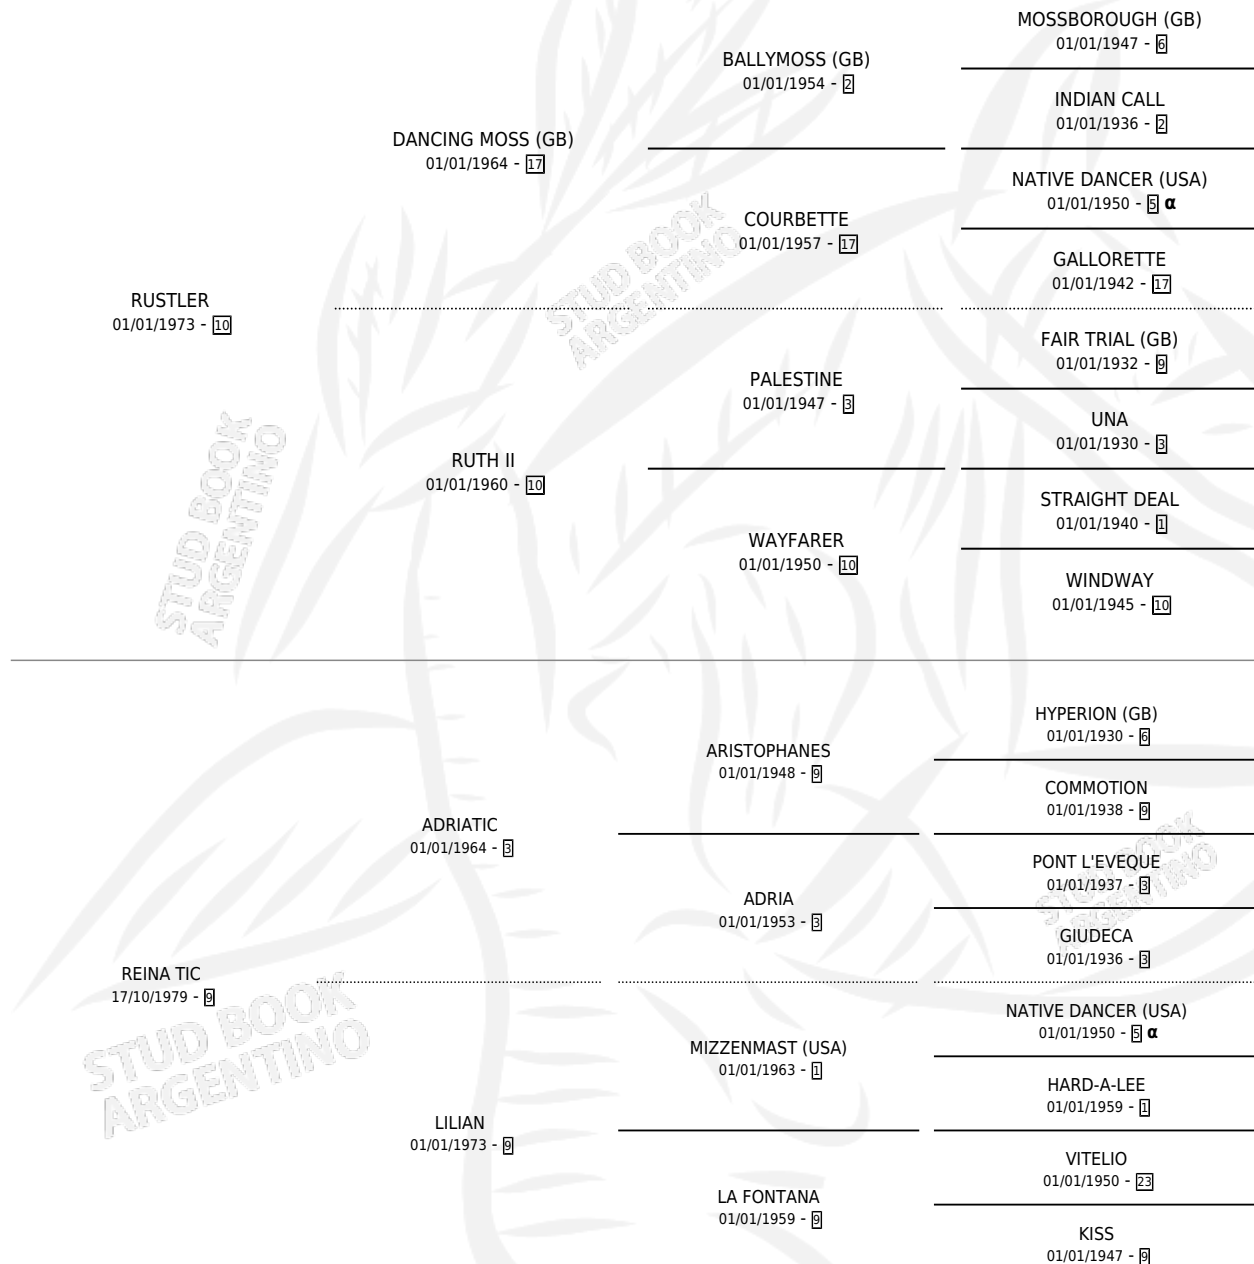 MOSSBOROUGH (GB)
01/01/1947 - 6
BALLYMOSS (GB)
01/01/1954 - 2
INDIAN CALL
01/01/1936 - 2
DANCING MOSS (GB)
01/01/1964 - 17
NATIVE DANCER (USA)
01/01/1950 - 5 α
COURBETTE
01/01/1957 - 17
GALLORETTE
01/01/1942 - 17
STUD BOOK
ARGENTINO
RUSTLER
01/01/1973 - 10
FAIR TRIAL (GB)
01/01/1932 - 9
PALESTINE
01/01/1947 - 3
UNA
01/01/1930 - 3
RUTH II
01/01/1960 - 10
STRAIGHT DEAL
01/01/1940 - 1
WAYFARER
01/01/1950 - 10
WINDWAY
01/01/1945 - 10
STUD BOOK
ARGENTINO
HYPERION (GB)
01/01/1930 - 6
ARISTOPHANES
01/01/1948 - 9
COMMOTION
01/01/1938 - 9
ADRIATIC
01/01/1964 - 3
PONT L'EVEQUE
01/01/1937 - 3
ADRIA
01/01/1953 - 3
GIUDECA
01/01/1936 - 3
STUD BOOK
ARGENTINO
REINA TIC
17/10/1979 - 9
NATIVE DANCER (USA)
01/01/1950 - 5 α
MIZZENMAST (USA)
01/01/1963 - 1
HARD-A-LEE
01/01/1959 - 1
LILIAN
01/01/1973 - 9
VITELIO
01/01/1950 - 23
LA FONTANA
01/01/1959 - 9
KISS
01/01/1947 - 9
STUD BOOK
ARGENTINO